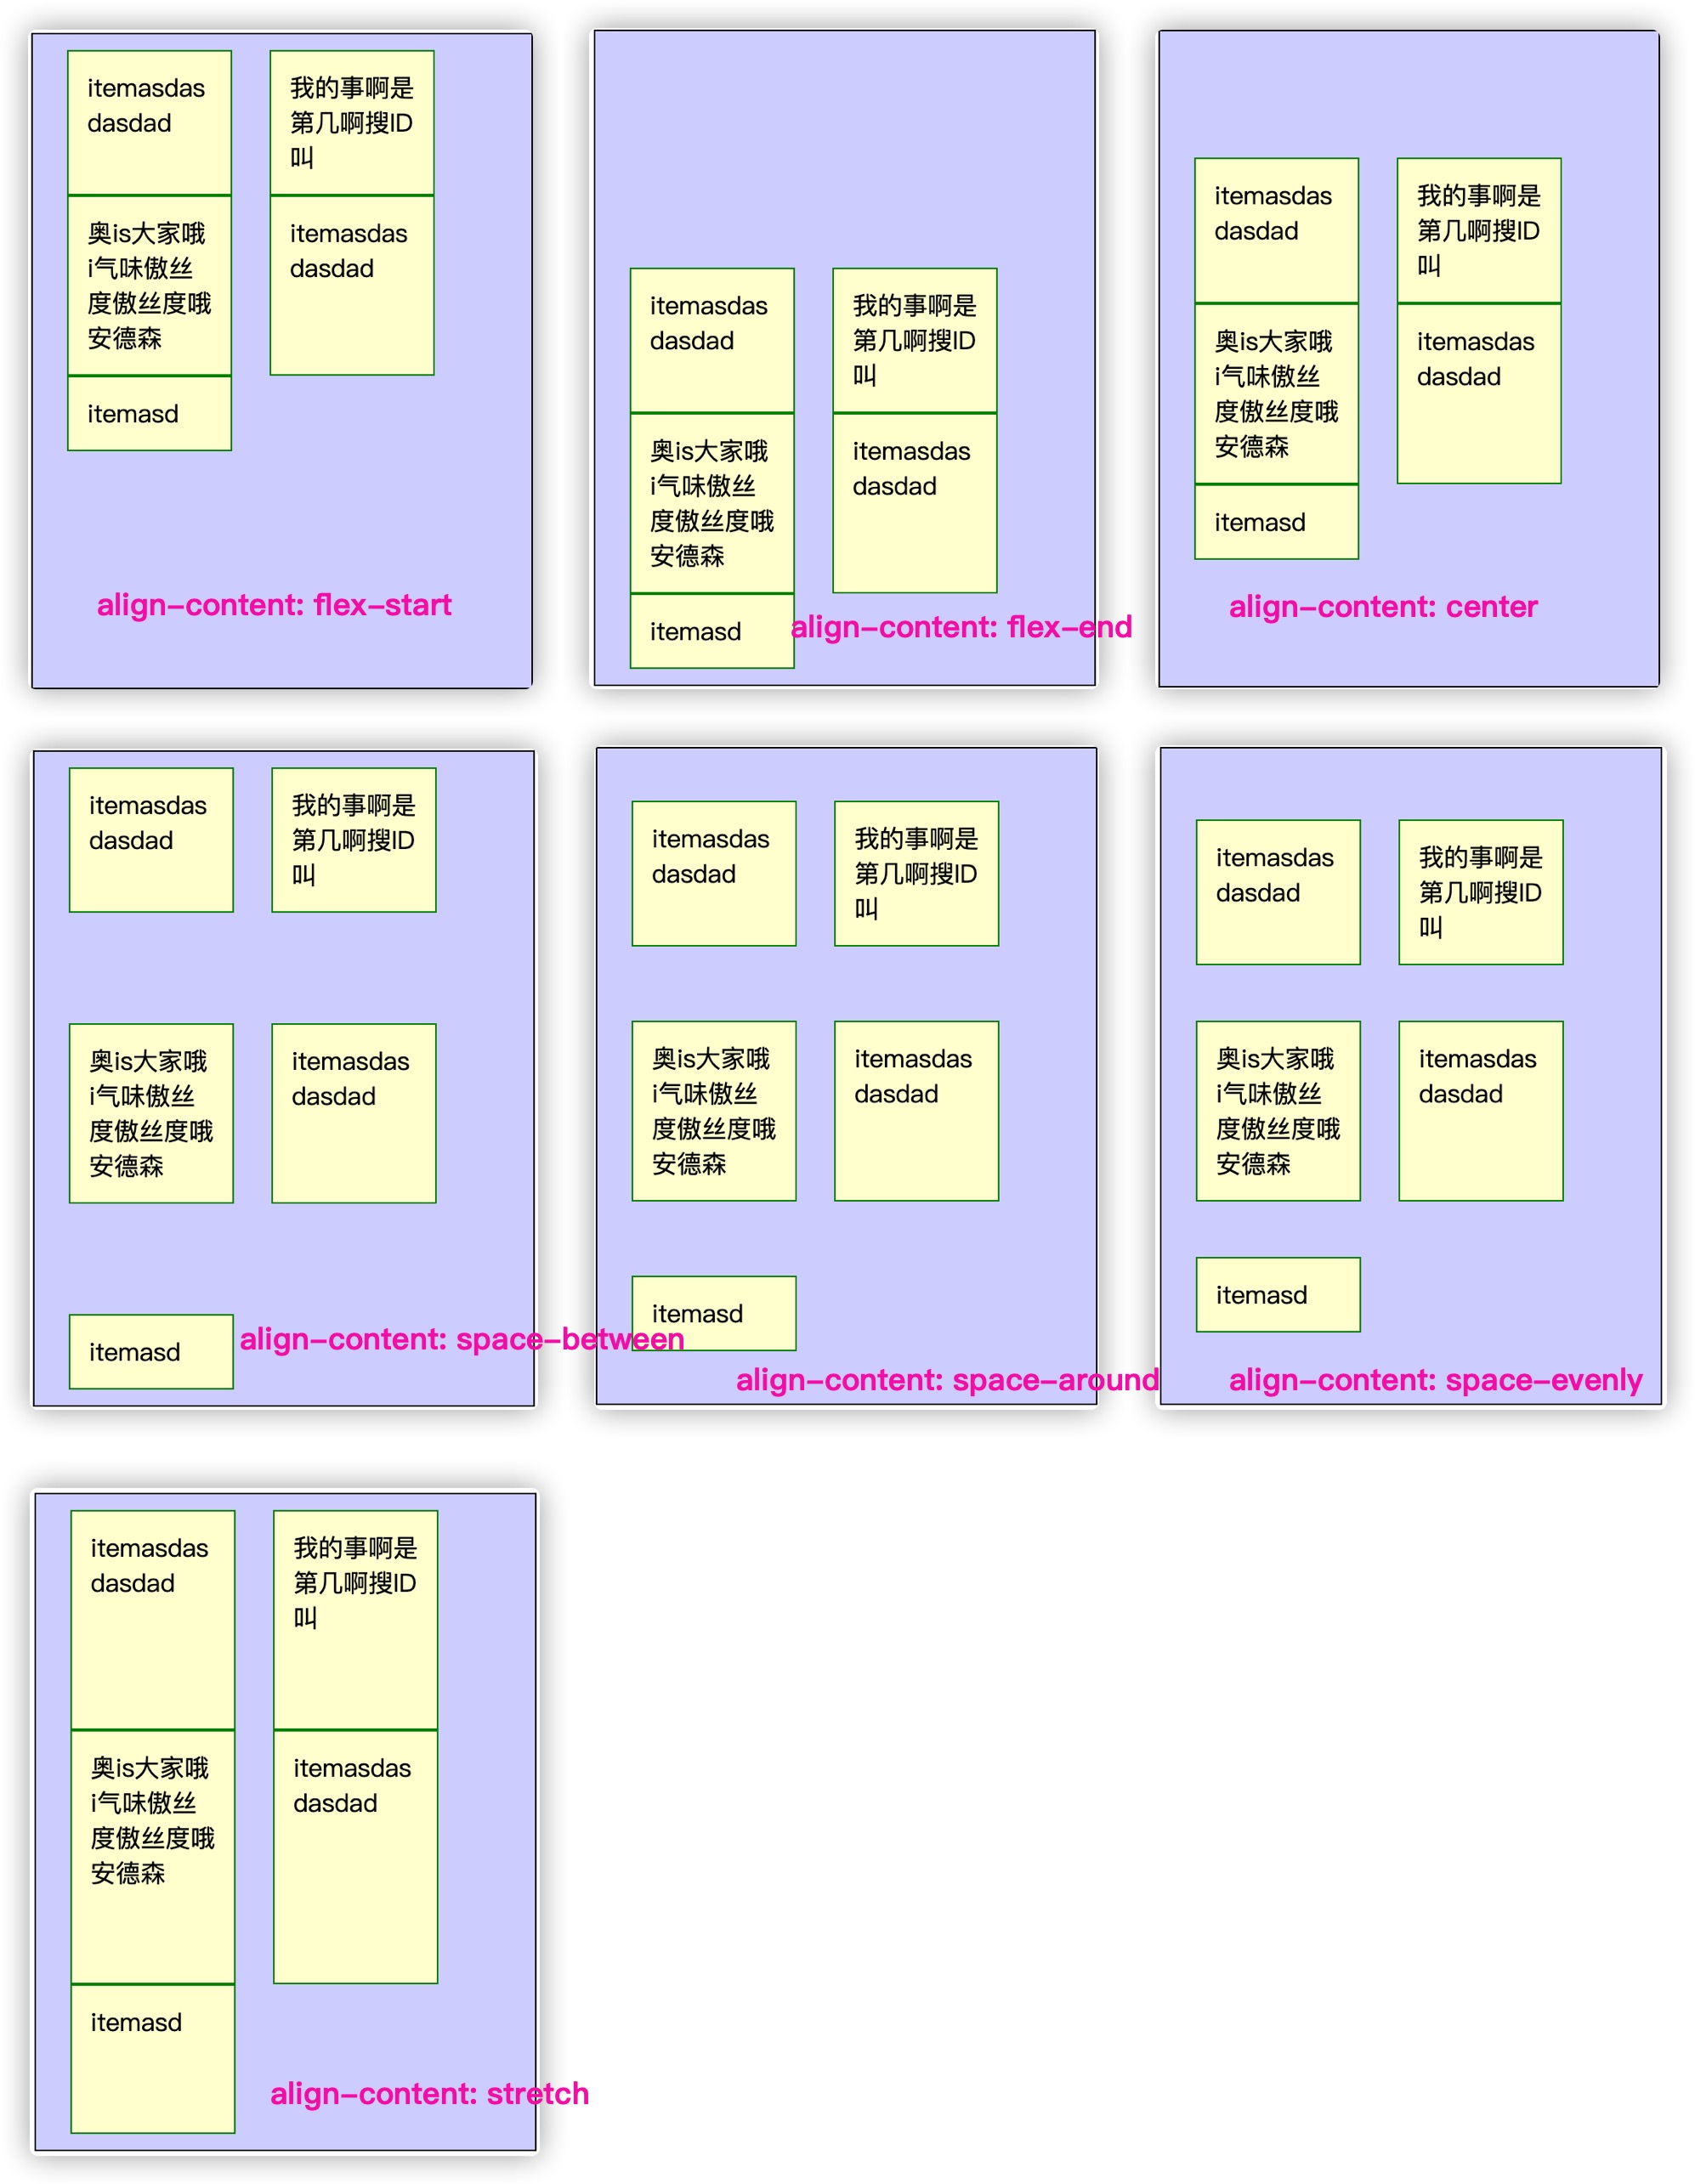 itemasdas
dasdad
我的事啊是
第几啊搜ID
叫
奥is大家哦
i气味傲丝
度傲丝度哦
安德森
itemasdas
dasdad
itemasd
align-content: flex-start
itemasdas
dasdad
我的事啊是
第几啊搜ID
叫
奥is大家哦
i气味傲丝
度傲丝度哦
安德森
itemasdas
dasdad
itemasd
align-content: flex-end
itemasdas
dasdad
我的事啊是
第几啊搜ID
叫
奥is大家哦
i气味傲丝
度傲丝度哦
安德森
itemasdas
dasdad
itemasd
align-content: center
itemasdas
dasdad
我的事啊是
第几啊搜ID
叫
奥is大家哦
i气味傲丝
度傲丝度哦
安德森
itemasdas
dasdad
itemasd
align-content: space-between
itemasdas
dasdad
我的事啊是
第几啊搜ID
叫
奥is大家哦
i气味傲丝
度傲丝度哦
安德森
itemasdas
dasdad
itemasd
align-content: space-around
itemasdas
dasdad
我的事啊是
第几啊搜ID
叫
奥is大家哦
i气味傲丝
度傲丝度哦
安德森
itemasdas
dasdad
itemasd
align-content: space-evenly
itemasdas
dasdad
我的事啊是
第几啊搜ID
叫
奥is大家哦
i气味傲丝
度傲丝度哦
安德森
itemasdas
dasdad
itemasd
align-content: stretch